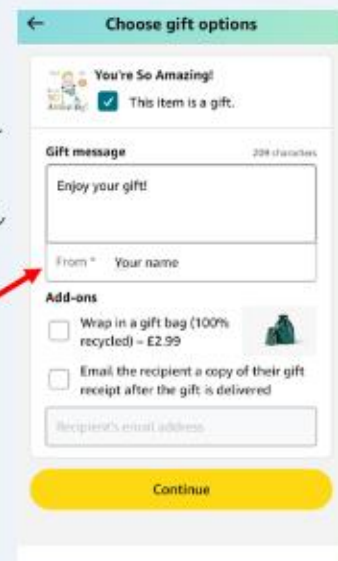 ← Choose gift options
You're So Amazing!
This item is a gift.
Gift message 209 characters
Enjoy your gift!
From * Your name
Add-ons
Wrap in a gift bag (100%
recycled) – £2.99
Email the recipient a copy of their gift
receipt after the gift is delivered
Recipient's email address
Continue